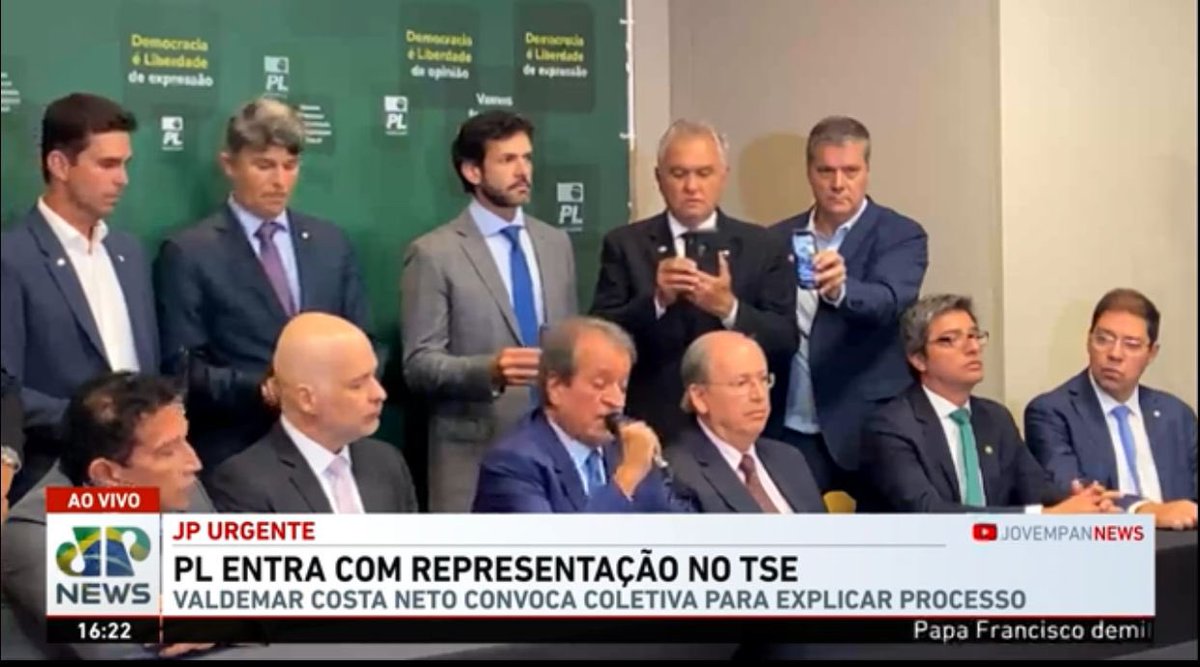 Democracia
é Liberdade
de expressão
PL
PL
Democracia
é Liberdade
de opinião
PL
Vamos
Democracia
é Liberdade
de expressão
PL
AO VIVO
JP
NEWS
16:22
JP URGENTE
JOVEMPANNEWS
PL ENTRA COM REPRESENTAÇÃO NO TSE
VALDEMAR COSTA NETO CONVOCA COLETIVA PARA EXPLICAR PROCESSO
Papa Francisco demi